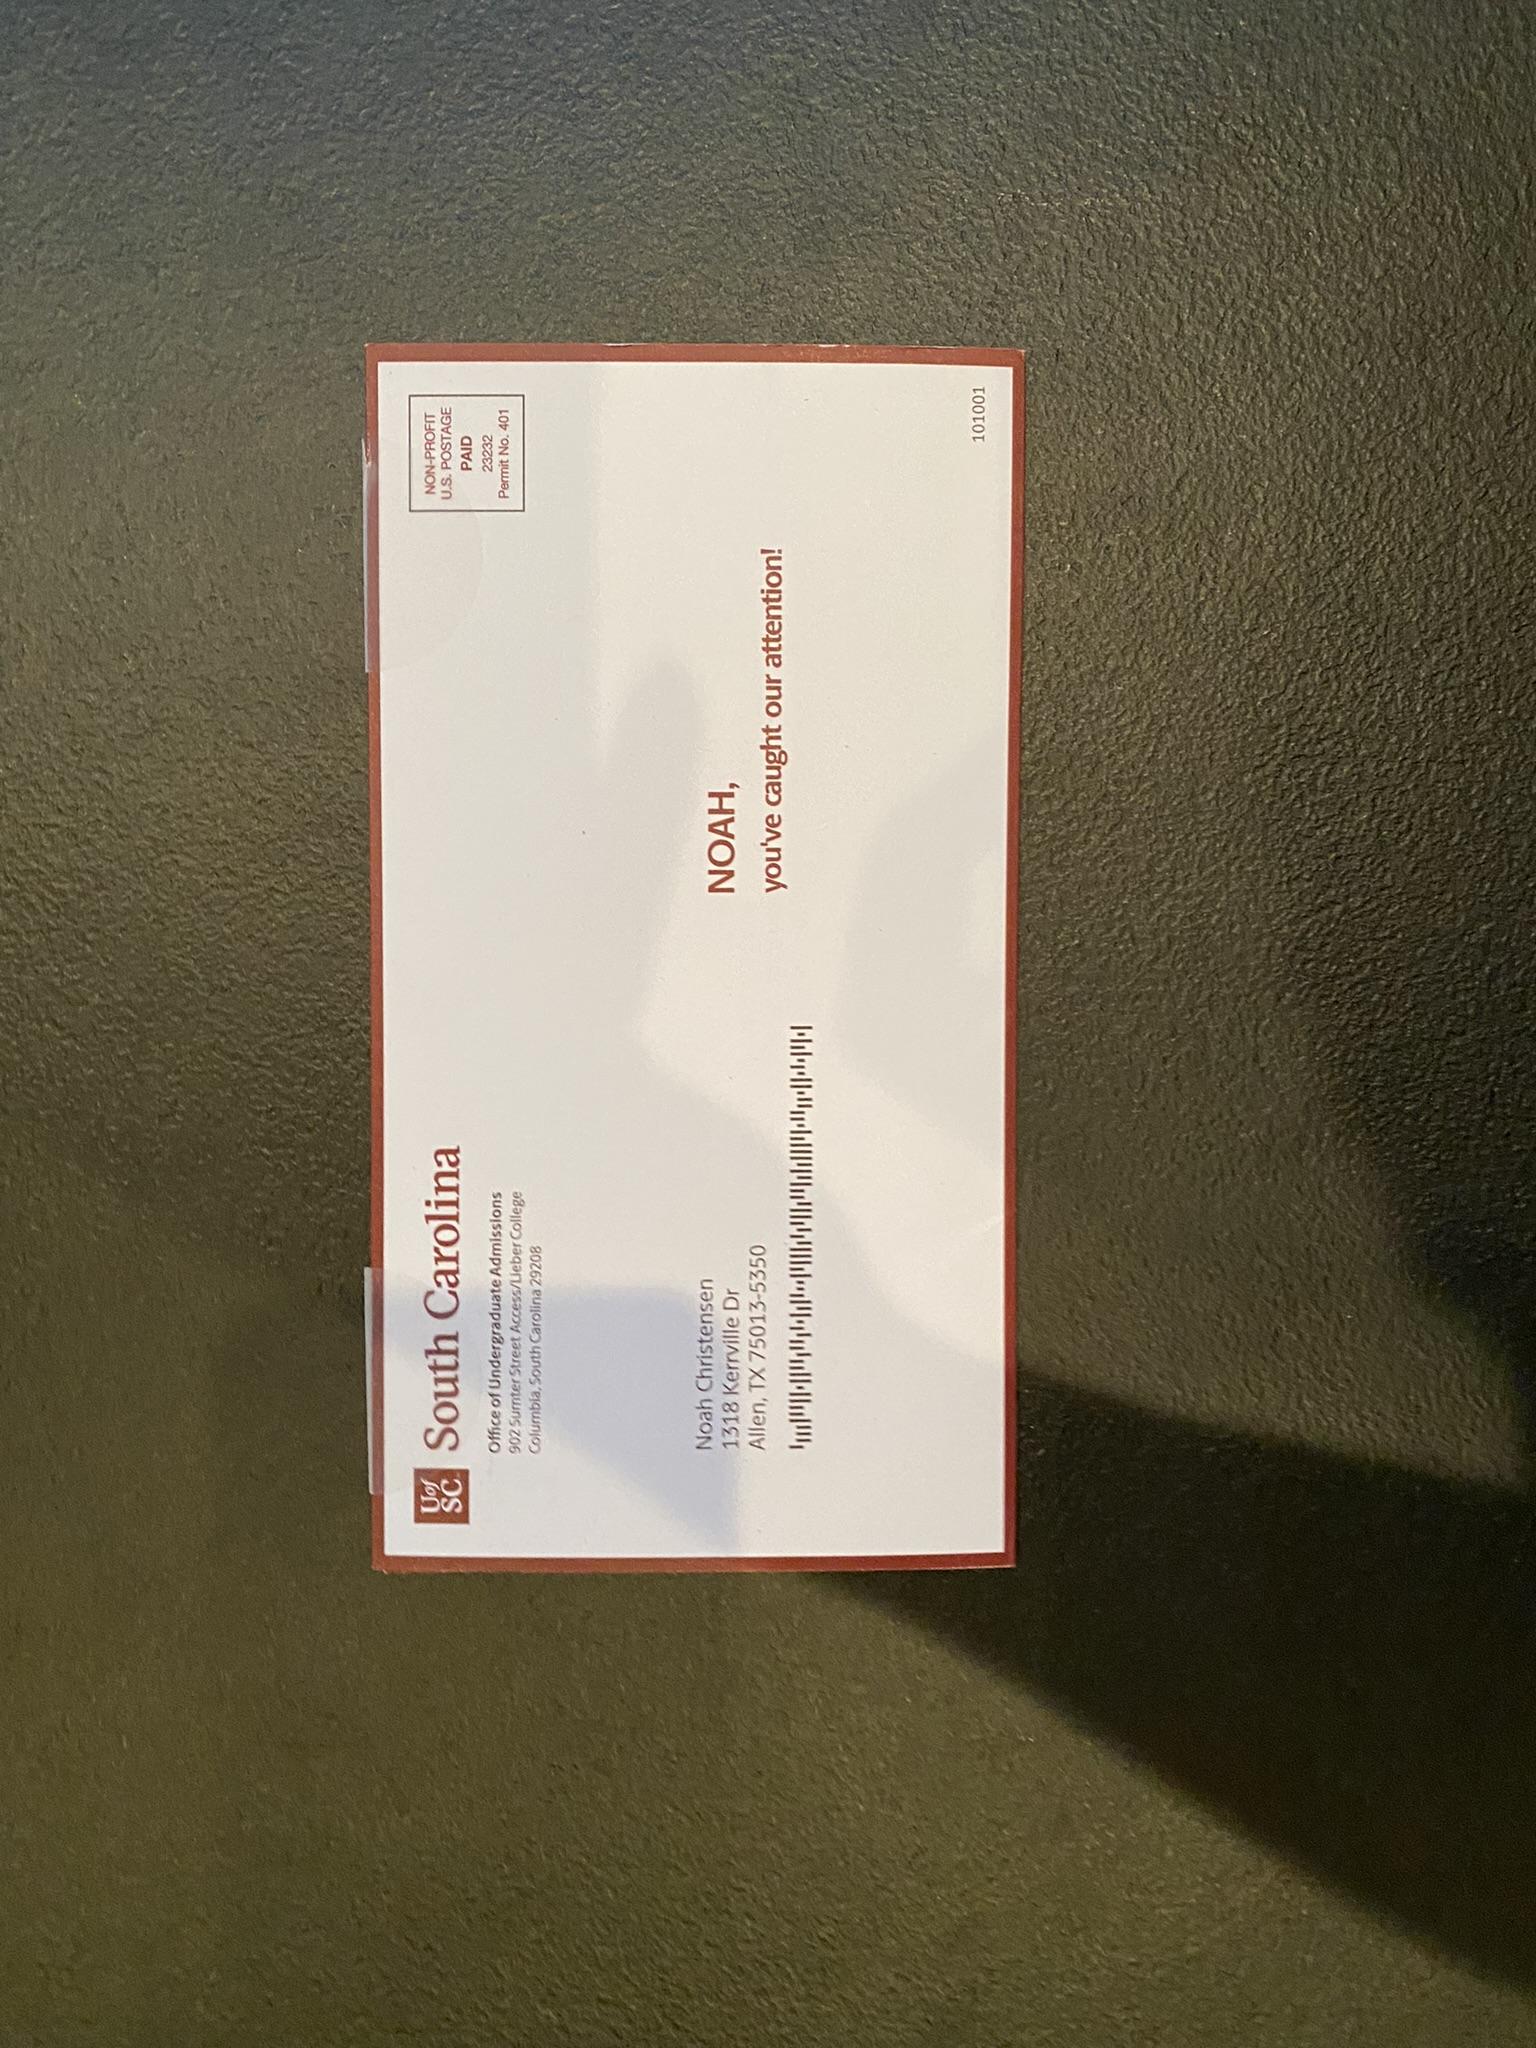 UofSC South Carolina
Office of Undergraduate Admissions
902 Sumter Street Access/Lieber College
Columbia, South Carolina 29208
NON-PROFIT
U.S. POSTAGE
PAID
23232
Permit No. 401
Noah Christensen
1318 Kerrville Dr
Allen, TX 75013-5350
NOAH,
you've caught our attention!
101001